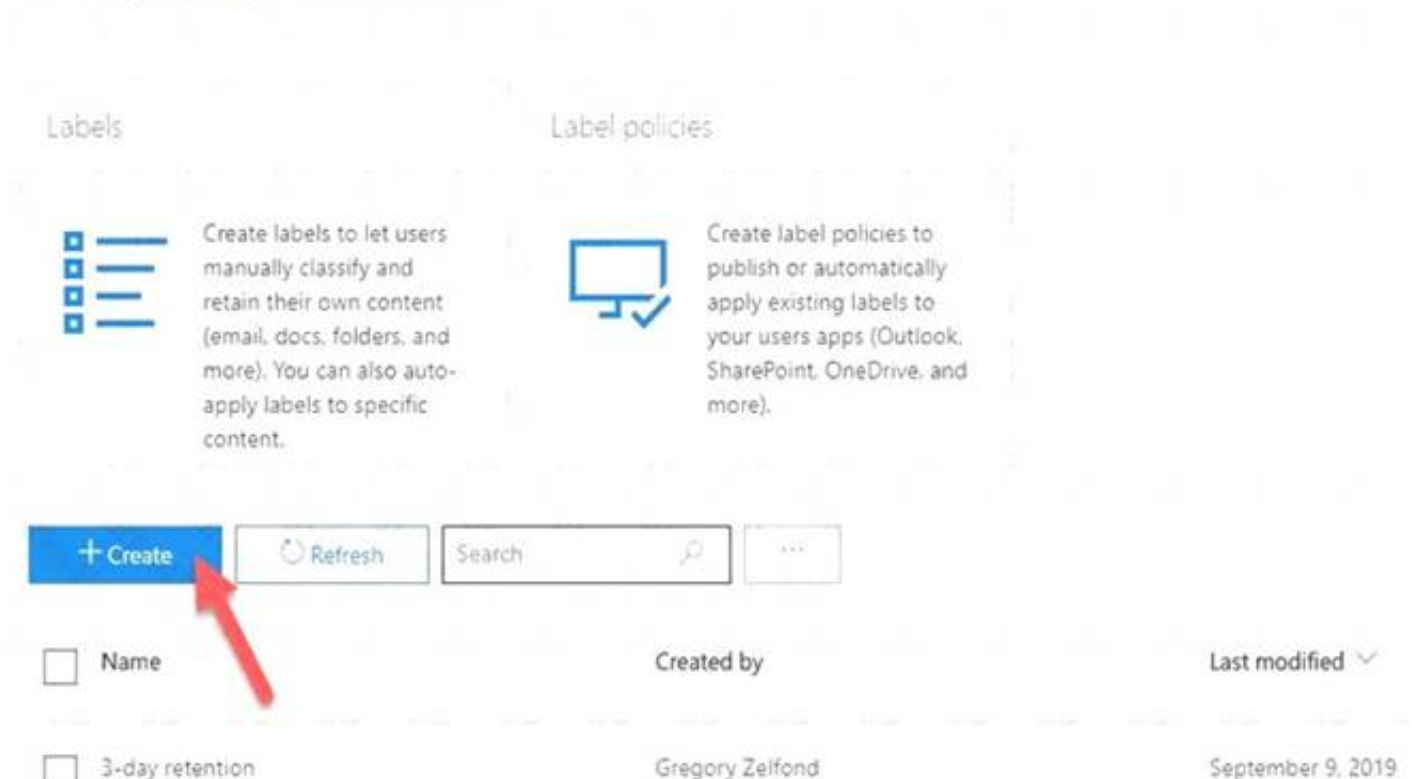 Labels
Label policies
Create labels to let users
manually classify and
retain their own content
(email, docs, folders, and
more). You can also auto-
apply labels to specific
content.
Create label policies to
publish or automatically
apply existing labels to
your users apps (Outlook,
SharePoint, OneDrive, and
more).
+ Create
Refresh
Search
...
Name
Created by
Last modified
3-day retention
Gregory Zelfond
September 9, 2019